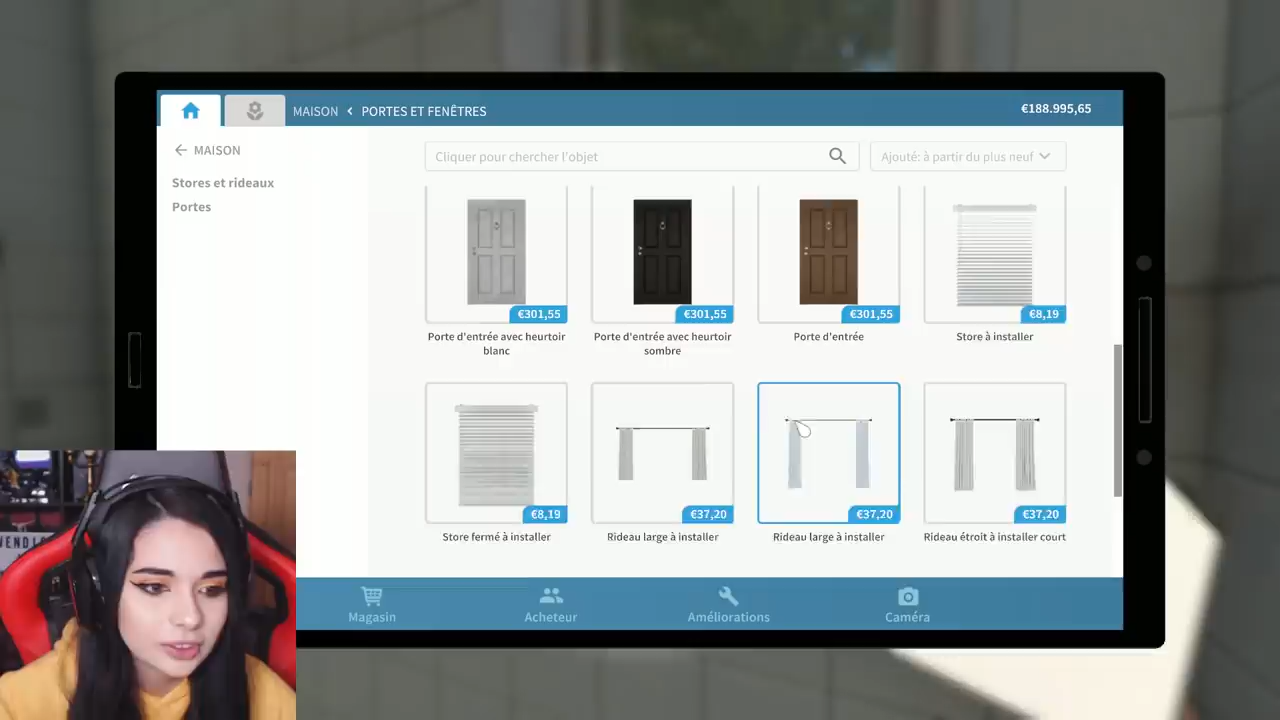 MAISON < PORTES ET FENÊTRES
€188.995,65
MAISON
Stores et rideaux
Portes
Cliquer pour chercher l'objet
Ajouté: à partir du plus neuf
€301,55
Porte d'entrée avec heurtoir
blanc
€301,55
Porte d'entrée avec heurtoir
sombre
€301,55
Porte d'entrée
€8,19
Store à installer
€8,19
Store fermé à installer
€37,20
Rideau large à installer
€37,20
Rideau large à installer
€37,20
Rideau étroit à installer court
Magasin
Acheteur
Améliorations
Caméra